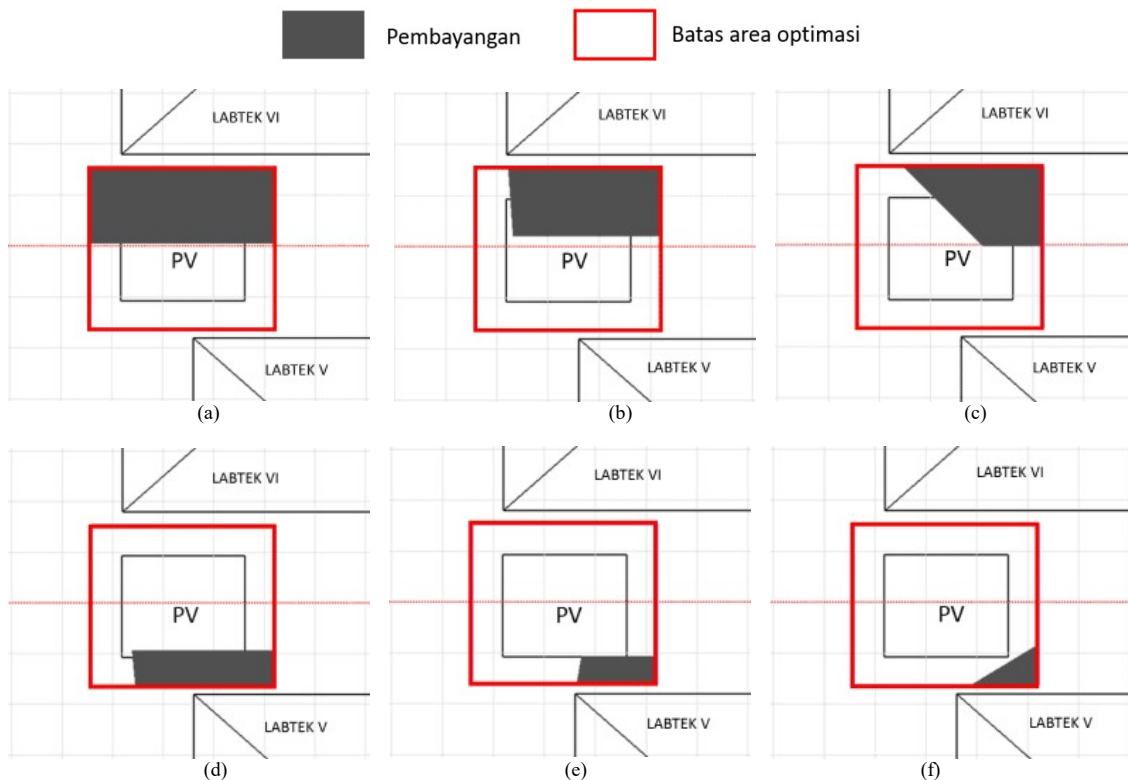 Pembayangan
Batas area optimasi
LABTEK VI
PV
LABTEK V
(a)
LABTEK VI
PV
LABTEK V
(b)
LABTEK VI
PV
LABTEK V
(c)
LABTEK VI
PV
LABTEK V
(d)
LABTEK VI
PV
LABTEK V
(e)
LABTEK VI
PV
LABTEK V
(f)